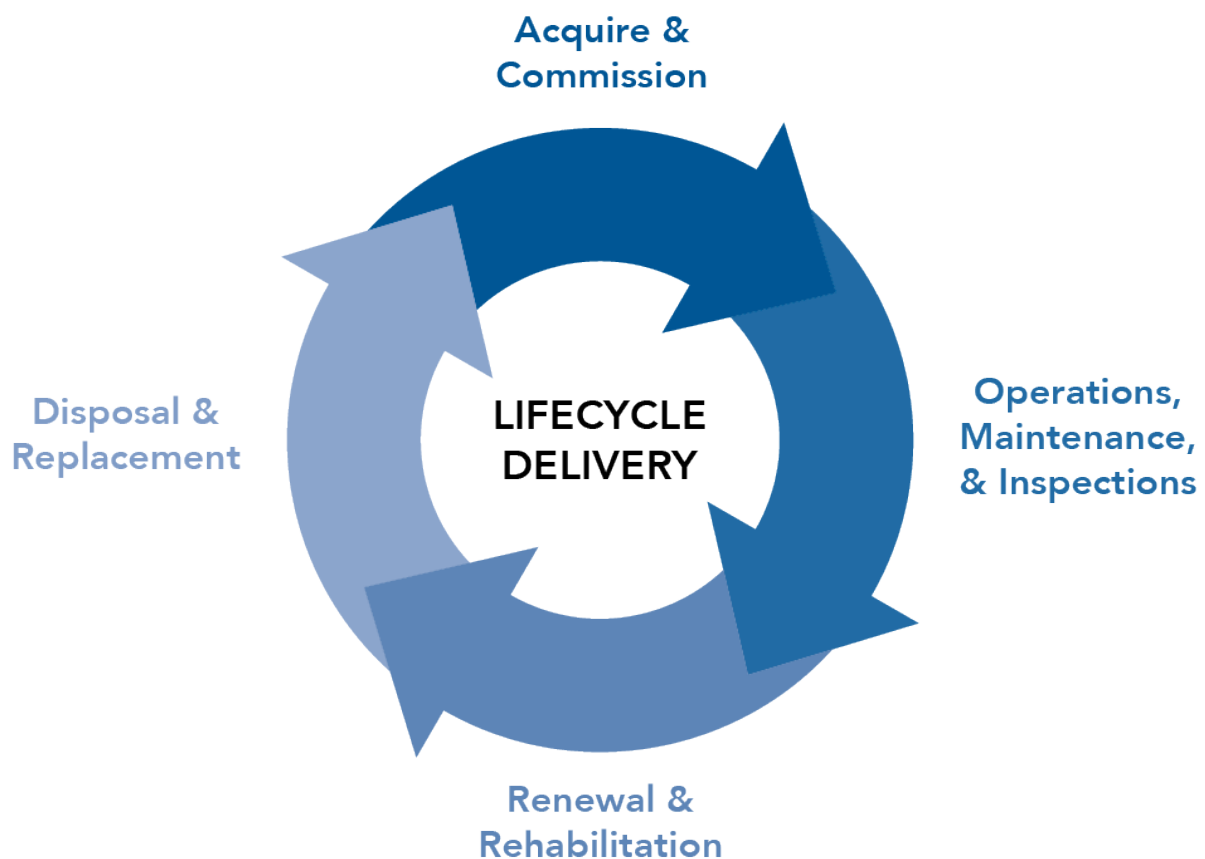 Acquire &
Commission
Operations,
Maintenance,
& Inspections
Renewal &
Rehabilitation
Disposal &
Replacement
LIFECYCLE
DELIVERY